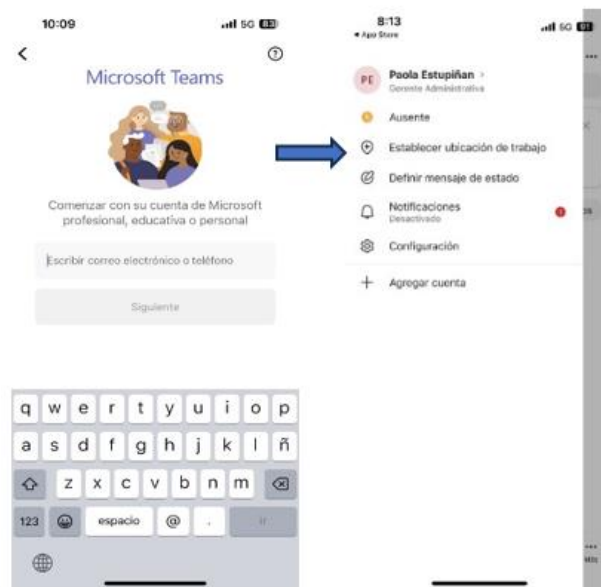 10:09
5G 83
Microsoft Teams
Comenzar con su cuenta de Microsoft
profesional, educativa o personal
Escribir correo electrónico o teléfono
Siguiente
q w e r t y u i o p
a s d f g h j k l ñ
z x c v b n m
123 espacio @ .
8:13
App Store
5G 91
PE Paola Estupiñan
Gerente Administrativa
Ausente
Establecer ubicación de trabajo
Definir mensaje de estado
Notificaciones
Desactivado
Configuración
Agregar cuenta